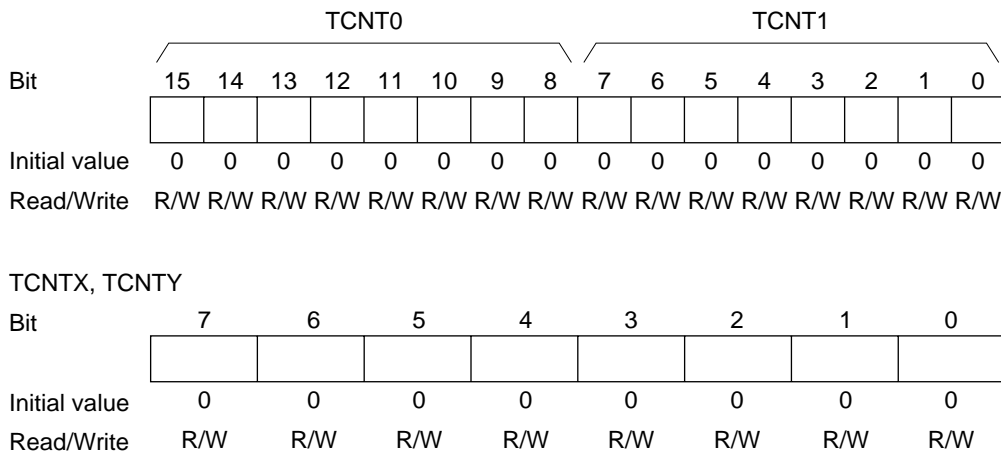 TCNT0 TCNT1
Bit 15 14 13 12 11 10 9 8 7 6 5 4 3 2 1 0
Initial value 0 0 0 0 0 0 0 0 0 0 0 0 0 0 0 0
Read/Write R/W R/W R/W R/W R/W R/W R/W R/W R/W R/W R/W R/W R/W R/W R/W R/W
TCNTX, TCNTY
Bit 7 6 5 4 3 2 1 0
Initial value 0 0 0 0 0 0 0 0
Read/Write R/W R/W R/W R/W R/W R/W R/W R/W